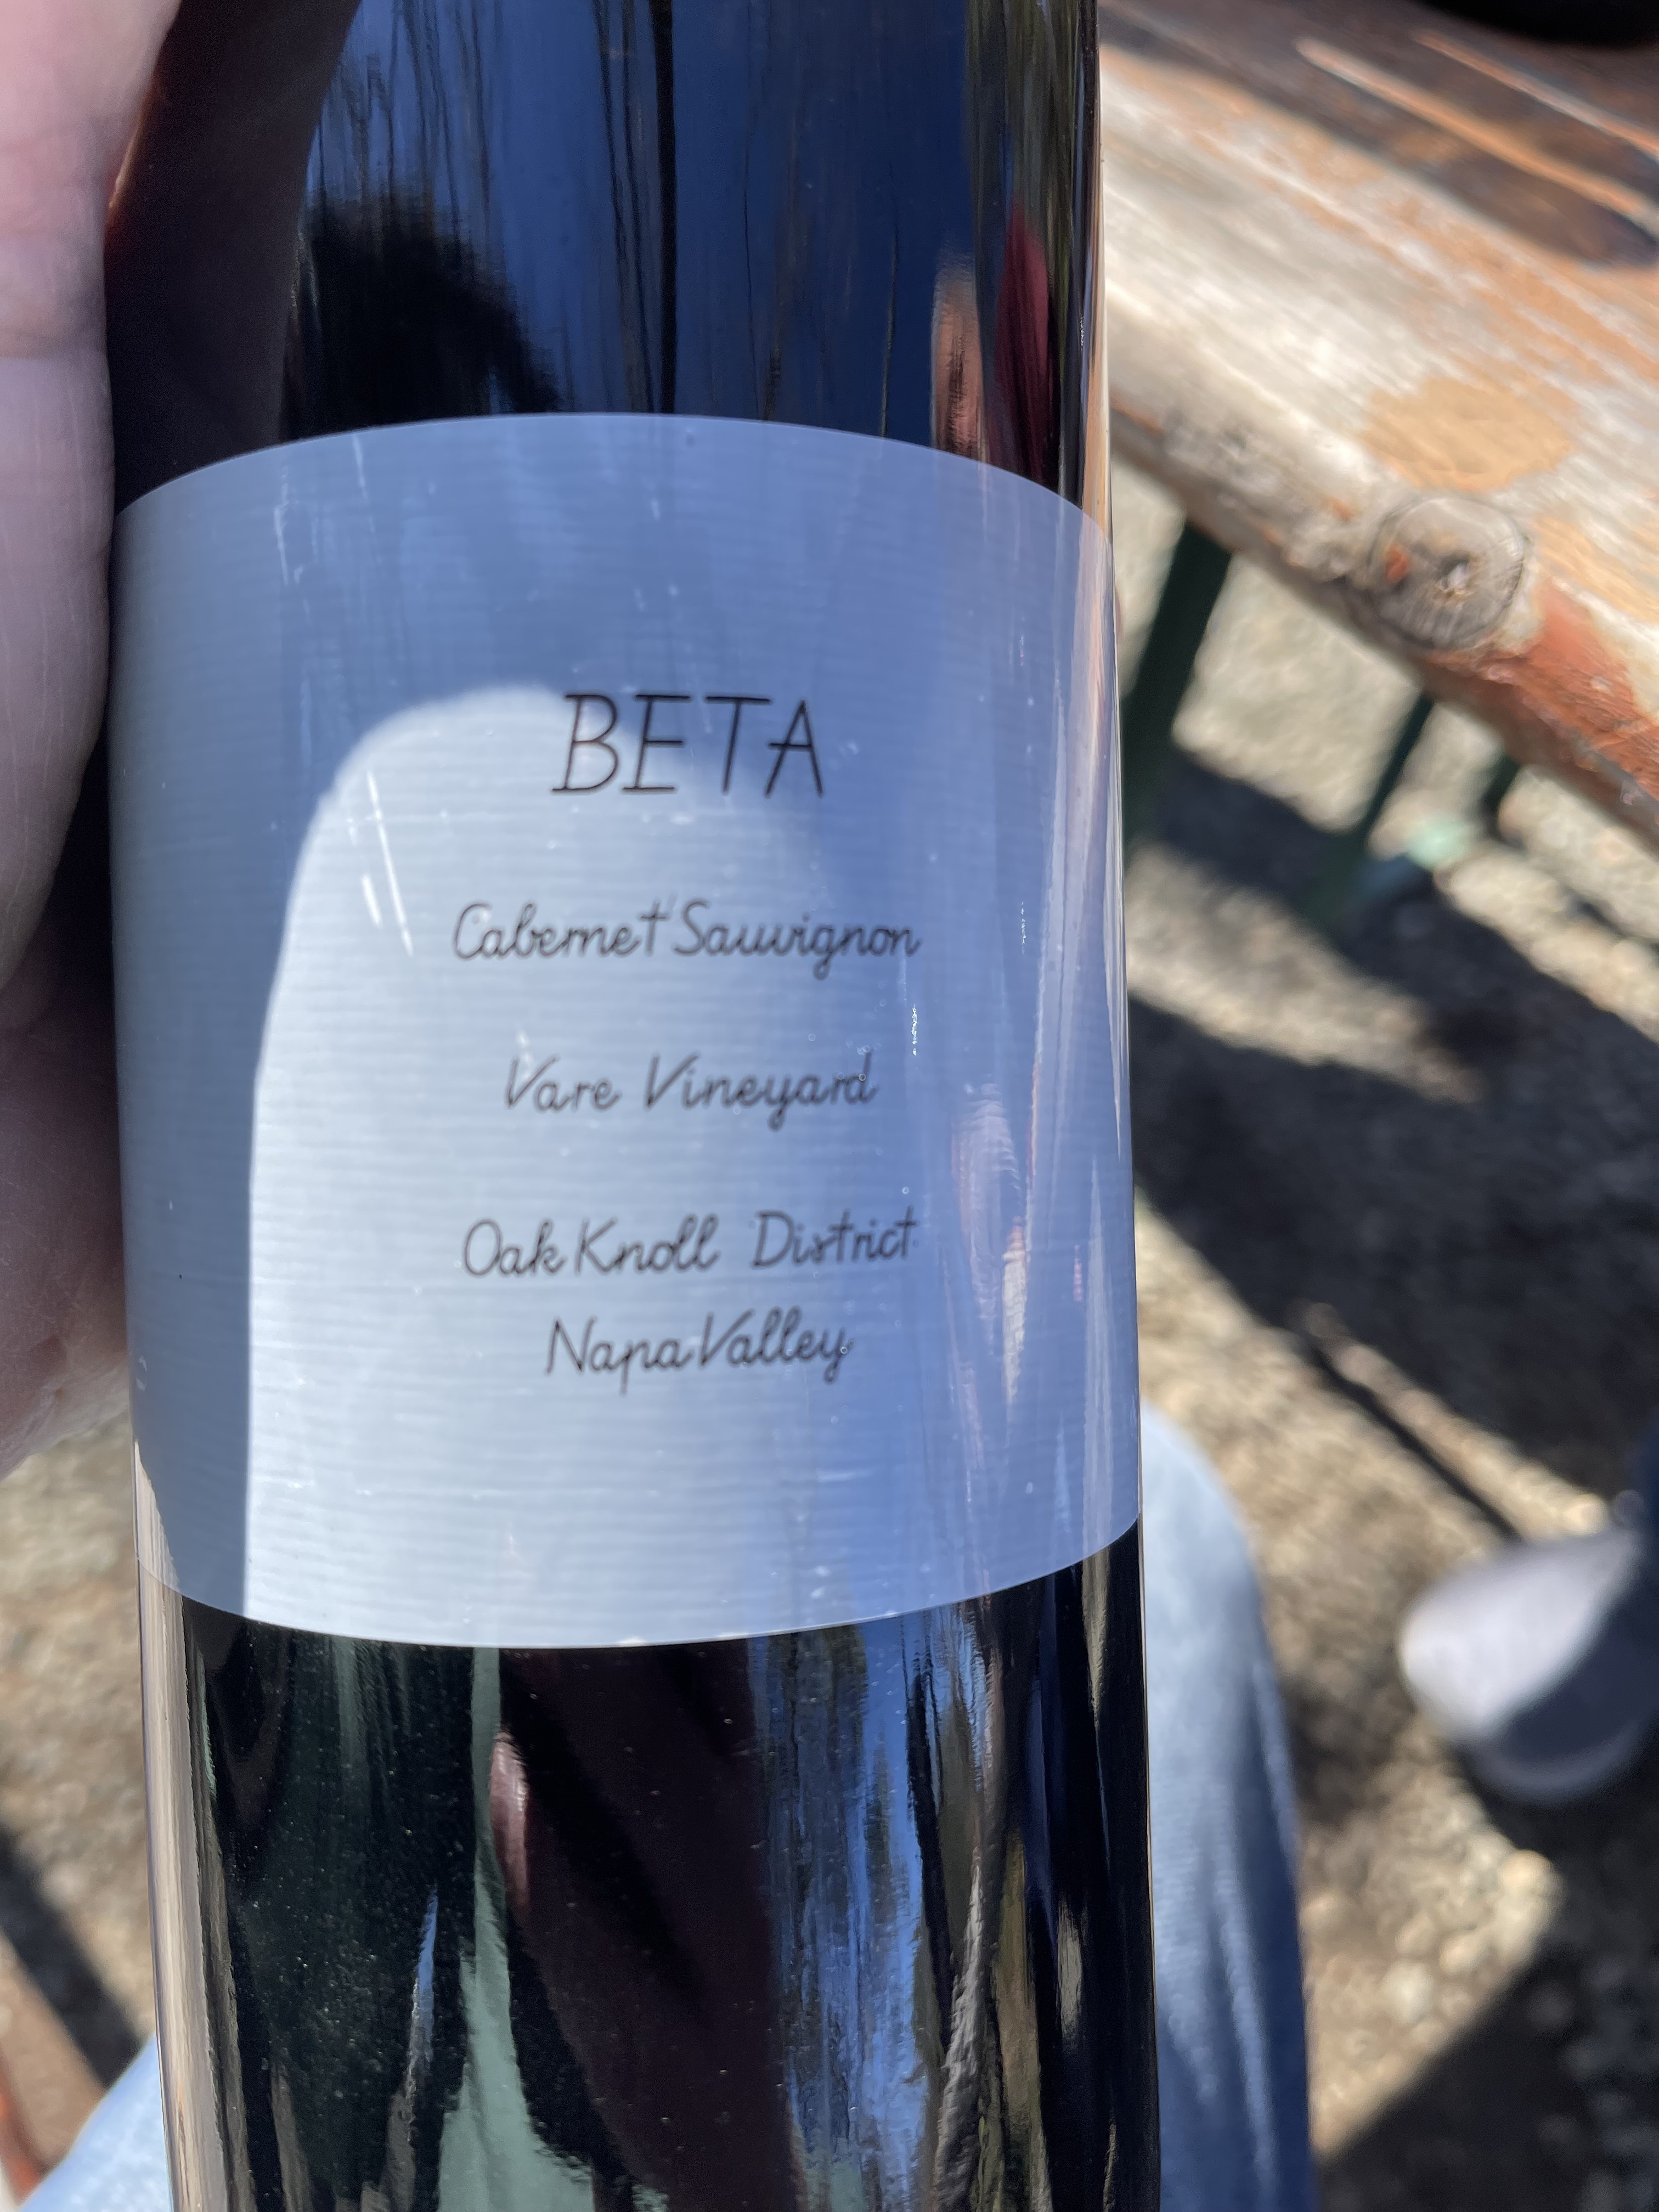 BETA
Cabernet Sauvignon
Vare Vineyard
Oak Knoll District
Napa Valley